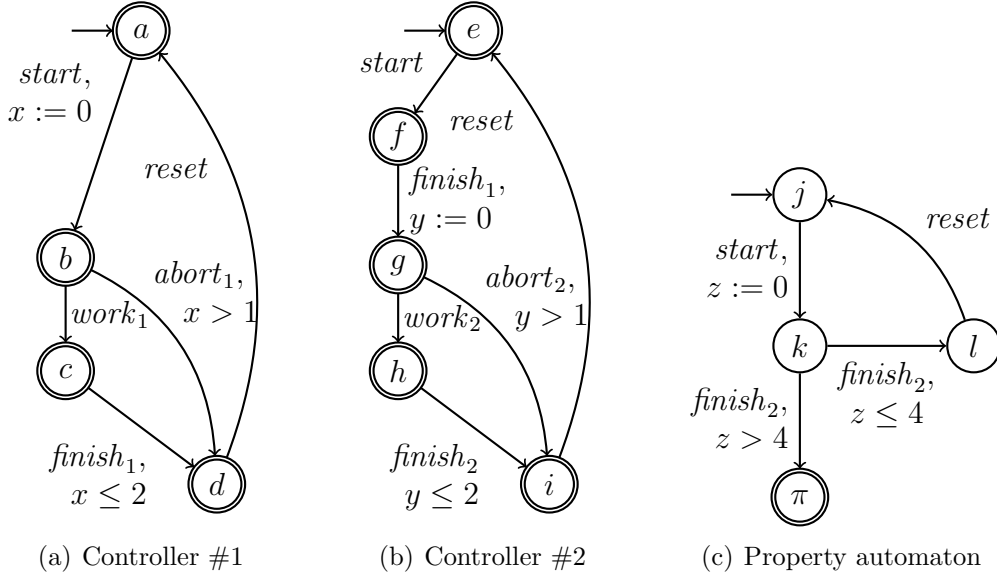 a
start,
x := 0
reset
b
abort₁,
x > 1
work₁
c
finish₁,
x ≤ 2
d
(a) Controller #1
e
start
reset
f
finish₁,
y := 0
g
abort₂,
y > 1
work₂
h
finish₂
y ≤ 2
i
(b) Controller #2
j
reset
start,
z := 0
k
l
finish₂,
z ≤ 4
finish₂,
z > 4
π
(c) Property automaton